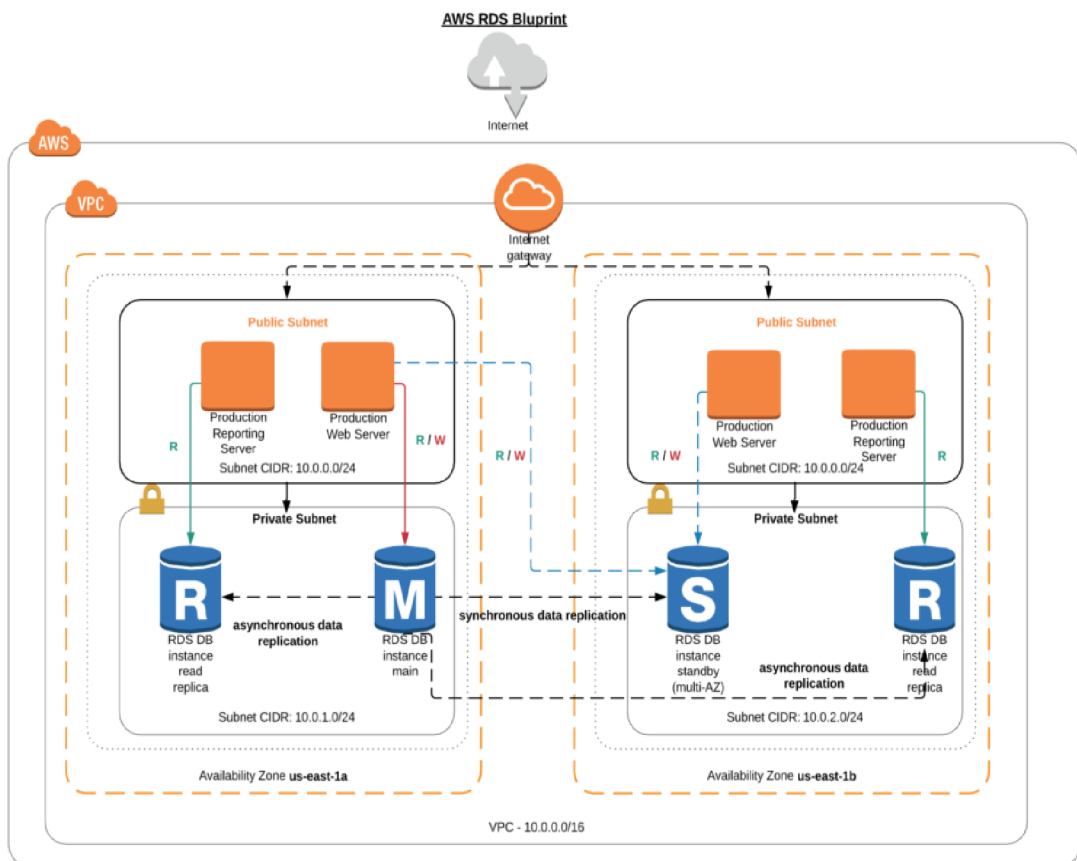 AWS RDS Bluprint
Internet
AWS
VPC
Internet
gateway
Public Subnet
Production
Reporting
Server
Production
Web Server
R
R / W
Subnet CIDR: 10.0.0.0/24
Private Subnet
R
M
asynchronous data
replication
RDS DB
instance
read
replica
RDS DB
instance
main
Subnet CIDR: 10.0.1.0/24
Availability Zone us-east-1a
R / W
synchronous data replication
Public Subnet
Production
Web Server
Production
Reporting
Server
R / W
R
Subnet CIDR: 10.0.0.0/24
Private Subnet
S
R
RDS DB
instance
standby
(multi-AZ)
asynchronous data
replication
RDS DB
instance
read
replica
Subnet CIDR: 10.0.2.0/24
Availability Zone us-east-1b
VPC - 10.0.0.0/16